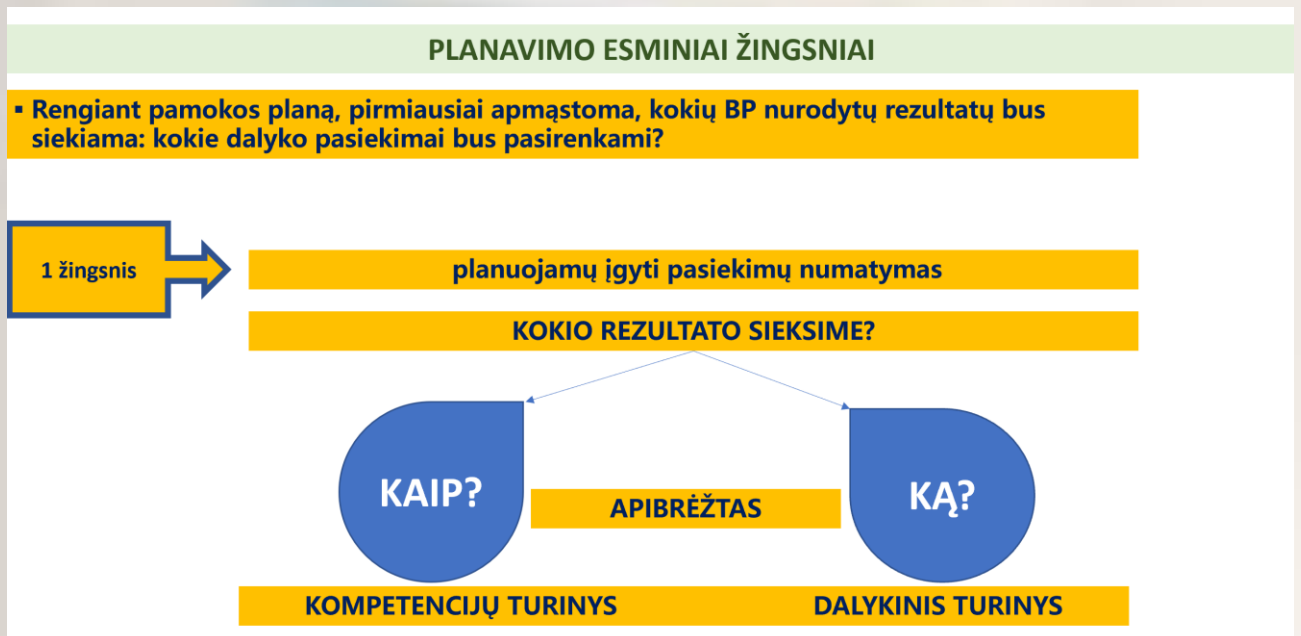 PLANAVIMO ESMINIAI ŽINGSNIAI
▪ Rengiant pamokos planą, pirmiausiai apmąstoma, kokių BP nurodytų rezultatų bus
siekiama: kokie dalyko pasiekimai bus pasirenkami?
1 žingsnis
planuojamų įgyti pasiekimų numatymas
KOKIO REZULTATO SIEKSIME?
KAIP?
APIBRĖŽTAS
KĄ?
KOMPETENCIJŲ TURINYS
DALYKINIS TURINYS